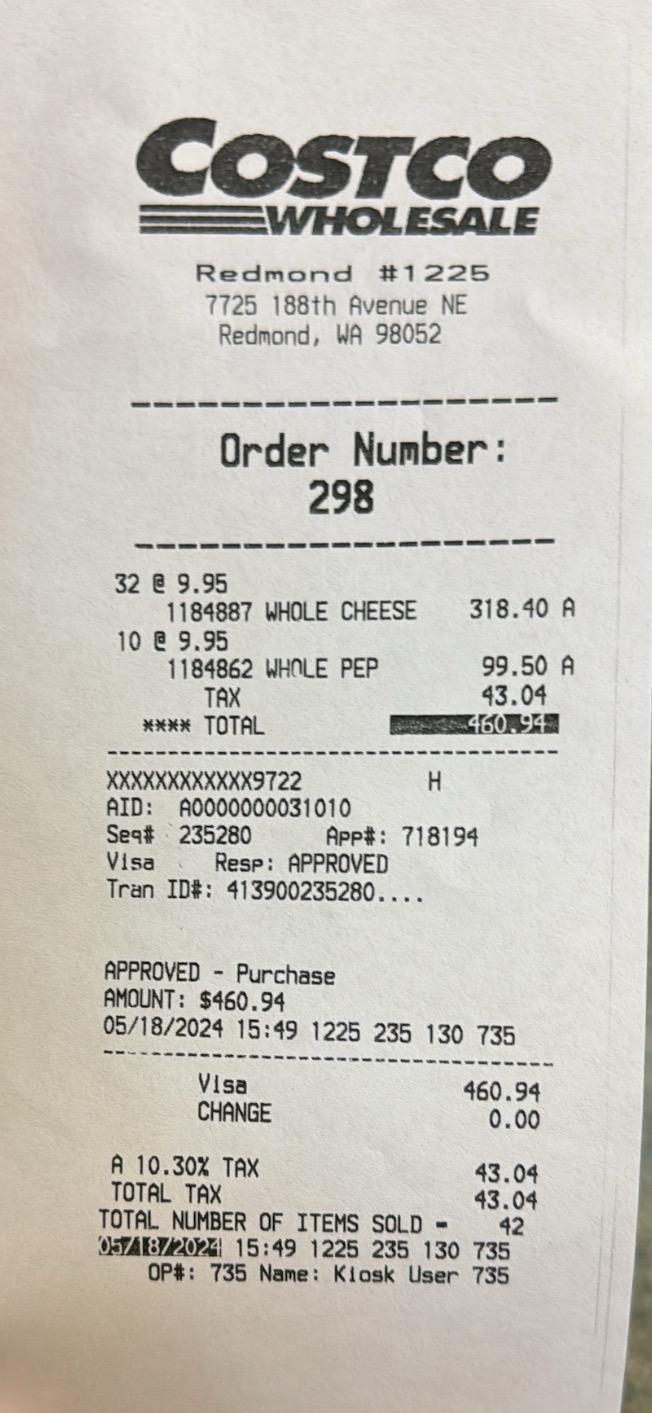 COSTCO
WHOLESALE
Redmond #1225
7725 188th Avenue NE
Redmond, WA 98052
Order Number:
298
32 @ 9.95
1184887 WHOLE CHEESE 318.40 A
10 @ 9.95
1184862 WHOLE PEP 99.50 A
TAX 43.04
**** TOTAL 460.94
XXXXXXXXXXXX9722 H
AID: A0000000031010
Seq# 235280 App#: 718194
Visa Resp: APPROVED
Tran ID#: 413900235280....
APPROVED - Purchase
AMOUNT: $460.94
05/18/2024 15:49 1225 235 130 735
Visa 460.94
CHANGE 0.00
A 10.30% TAX 43.04
TOTAL TAX 43.04
TOTAL NUMBER OF ITEMS SOLD = 42
05/18/2024 15:49 1225 235 130 735
OP#: 735 Name: Kiosk User 735